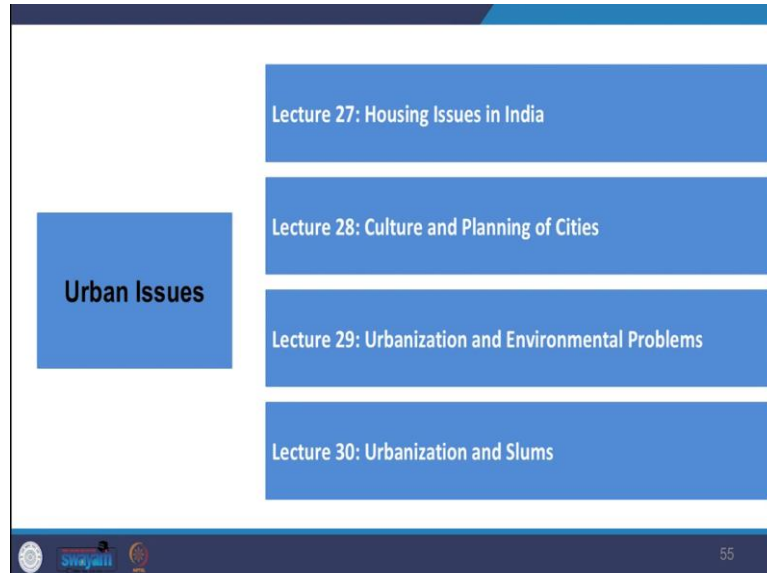 Urban Issues
Lecture 27: Housing Issues in India
Lecture 28: Culture and Planning of Cities
Lecture 29: Urbanization and Environmental Problems
Lecture 30: Urbanization and Slums
swayam
55